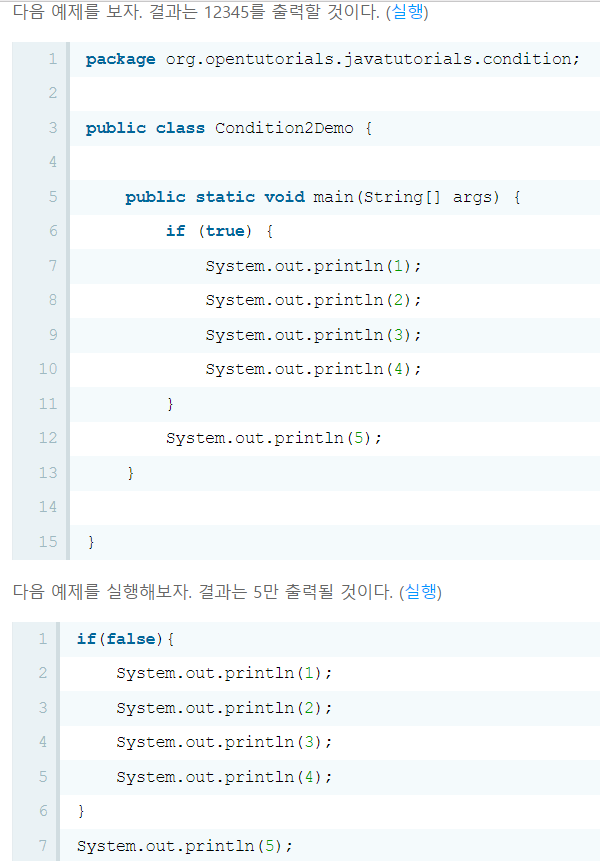 다음 예제를 보자. 결과는 12345를 출력할 것이다. (실행)
1 package org.opentutorials.javatutorials.condition;
2
3 public class Condition2Demo {
4
5     public static void main(String[] args) {
6         if (true) {
7             System.out.println(1);
8             System.out.println(2);
9             System.out.println(3);
10             System.out.println(4);
11         }
12         System.out.println(5);
13     }
14
15 }
다음 예제를 실행해보자. 결과는 5만 출력될 것이다. (실행)
1 if(false){
2     System.out.println(1);
3     System.out.println(2);
4     System.out.println(3);
5     System.out.println(4);
6 }
7 System.out.println(5);